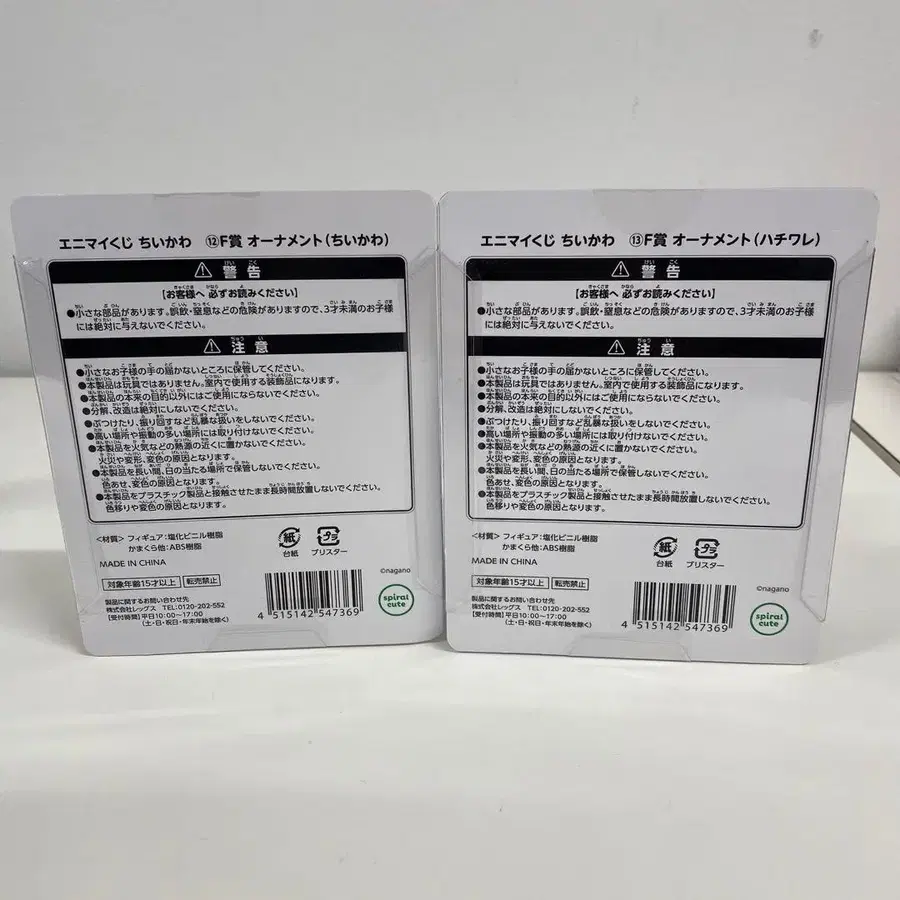 エニマイくじ ちいかわ ⑫F賞 オーナメント(ちいかわ)
⚠ 警告
【お客様へ 必ずお読みください】
●小さな部品があります。誤飲・窒息などの危険がありますので、3才未満のお子様
には絶対に与えないでください。
⚠ 注意
●小さなお子様の手の届かないところに保管してください。
●本製品は玩具ではありません。室内で使用する装飾品になります。
●本製品の本来の目的以外にはご使用にならないでください。
●分解、改造は絶対にしないでください。
●ぶつけたり、振り回すなど乱暴な扱いをしないでください。
●高い場所や振動の多い場所には取り付けないでください。
●本製品を火気などの熱源の近くに置かないでください。
火災や変形、変色の原因となります。
●本製品を長い間、日の当たる場所で保管しないでください。
色あせ、変色の原因となります。
●本製品をプラスチック製品と接触させたまま長時間放置しないでください。
色移りや変色の原因となります。
<材質> フィギュア:塩化ビニル樹脂
かまくら他:ABS樹脂
MADE IN CHINA
紙
台紙
プラ
ブリスター
©nagano
対象年齢15才以上
転売禁止
製品に関するお問い合わせ先
株式会社レッグス TEL:0120-202-552
【受付時間】平日10:00〜17:00
(土・日・祝日・年末年始を除く)
4 515142 547369
spiral
cute
エニマイくじ ちいかわ ⑬F賞 オーナメント(ハチワレ)
⚠ 警告
【お客様へ 必ずお読みください】
●小さな部品があります。誤飲・窒息などの危険がありますので、3才未満のお子様
には絶対に与えないでください。
⚠ 注意
●小さなお子様の手の届かないところに保管してください。
●本製品は玩具ではありません。室内で使用する装飾品になります。
●本製品の本来の目的以外にはご使用にならないでください。
●分解、改造は絶対にしないでください。
●ぶつけたり、振り回すなど乱暴な扱いをしないでください。
●高い場所や振動の多い場所には取り付けないでください。
●本製品を火気などの熱源の近くに置かないでください。
火災や変形、変色の原因となります。
●本製品を長い間、日の当たる場所で保管しないでください。
色あせ、変色の原因となります。
●本製品をプラスチック製品と接触させたまま長時間放置しないでください。
色移りや変色の原因となります。
<材質> フィギュア:塩化ビニル樹脂
かまくら他:ABS樹脂
MADE IN CHINA
紙
台紙
プラ
ブリスター
©nagano
対象年齢15才以上
転売禁止
製品に関するお問い合わせ先
株式会社レッグス TEL:0120-202-552
【受付時間】平日10:00〜17:00
(土・日・祝日・年末年始を除く)
4 515142 547369
spiral
cute